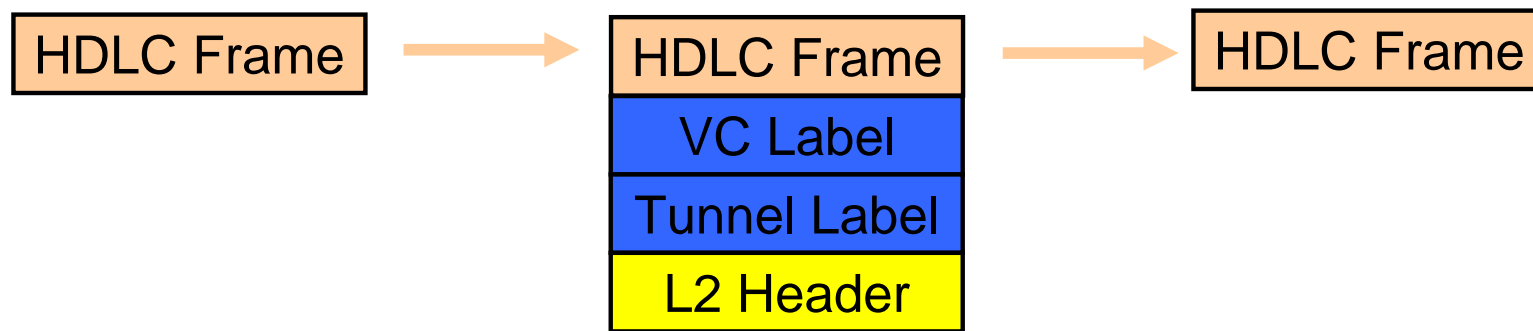 HDLC Frame
HDLC Frame
HDLC Frame
VC Label
Tunnel Label
L2 Header